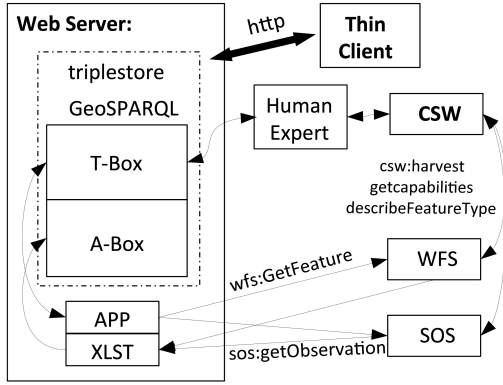 Web Server:
http
Thin
Client
triplestore
GeoSPARQL
Human
Expert
CSW
T-Box
csw:harvest
getcapabilities
describeFeatureType
A-Box
wfs:GetFeature
WFS
APP
SOS
XLST
sos:getObservation